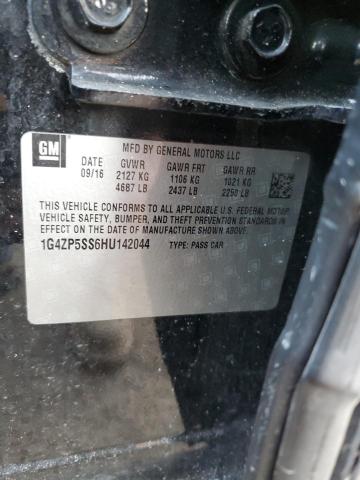 GM
MFD BY GENERAL MOTORS LLC
DATE GVWR GAWR FRT GAWR RR
09/16 2127 KG 1106 KG 1021 KG
4687 LB 2437 LB 2250 LB
THIS VEHICLE CONFORMS TO ALL APPLICABLE U.S. FEDERAL MOTOR
VEHICLE SAFETY, BUMPER, AND THEFT PREVENTION STANDARDS IN
EFFECT ON THE DATE OF MANUFACTURE SHOWN ABOVE.
1G4ZP5SS6HU142044 TYPE: PASS CAR